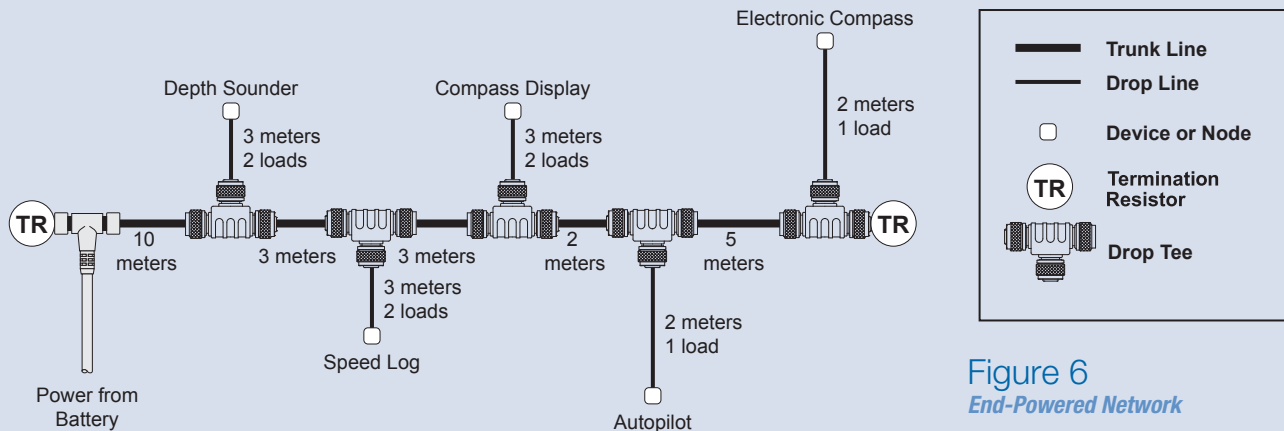 Electronic Compass
Depth Sounder
Compass Display
3 meters
2 loads
3 meters
2 loads
2 meters
1 load
TR
10
meters
3 meters
3 meters
2
meters
5
meters
TR
3 meters
2 loads
2 meters
1 load
Speed Log
Power from
Battery
Autopilot
Trunk Line
Drop Line
Device or Node
TR
Termination
Resistor
Drop Tee
Figure 6
End-Powered Network